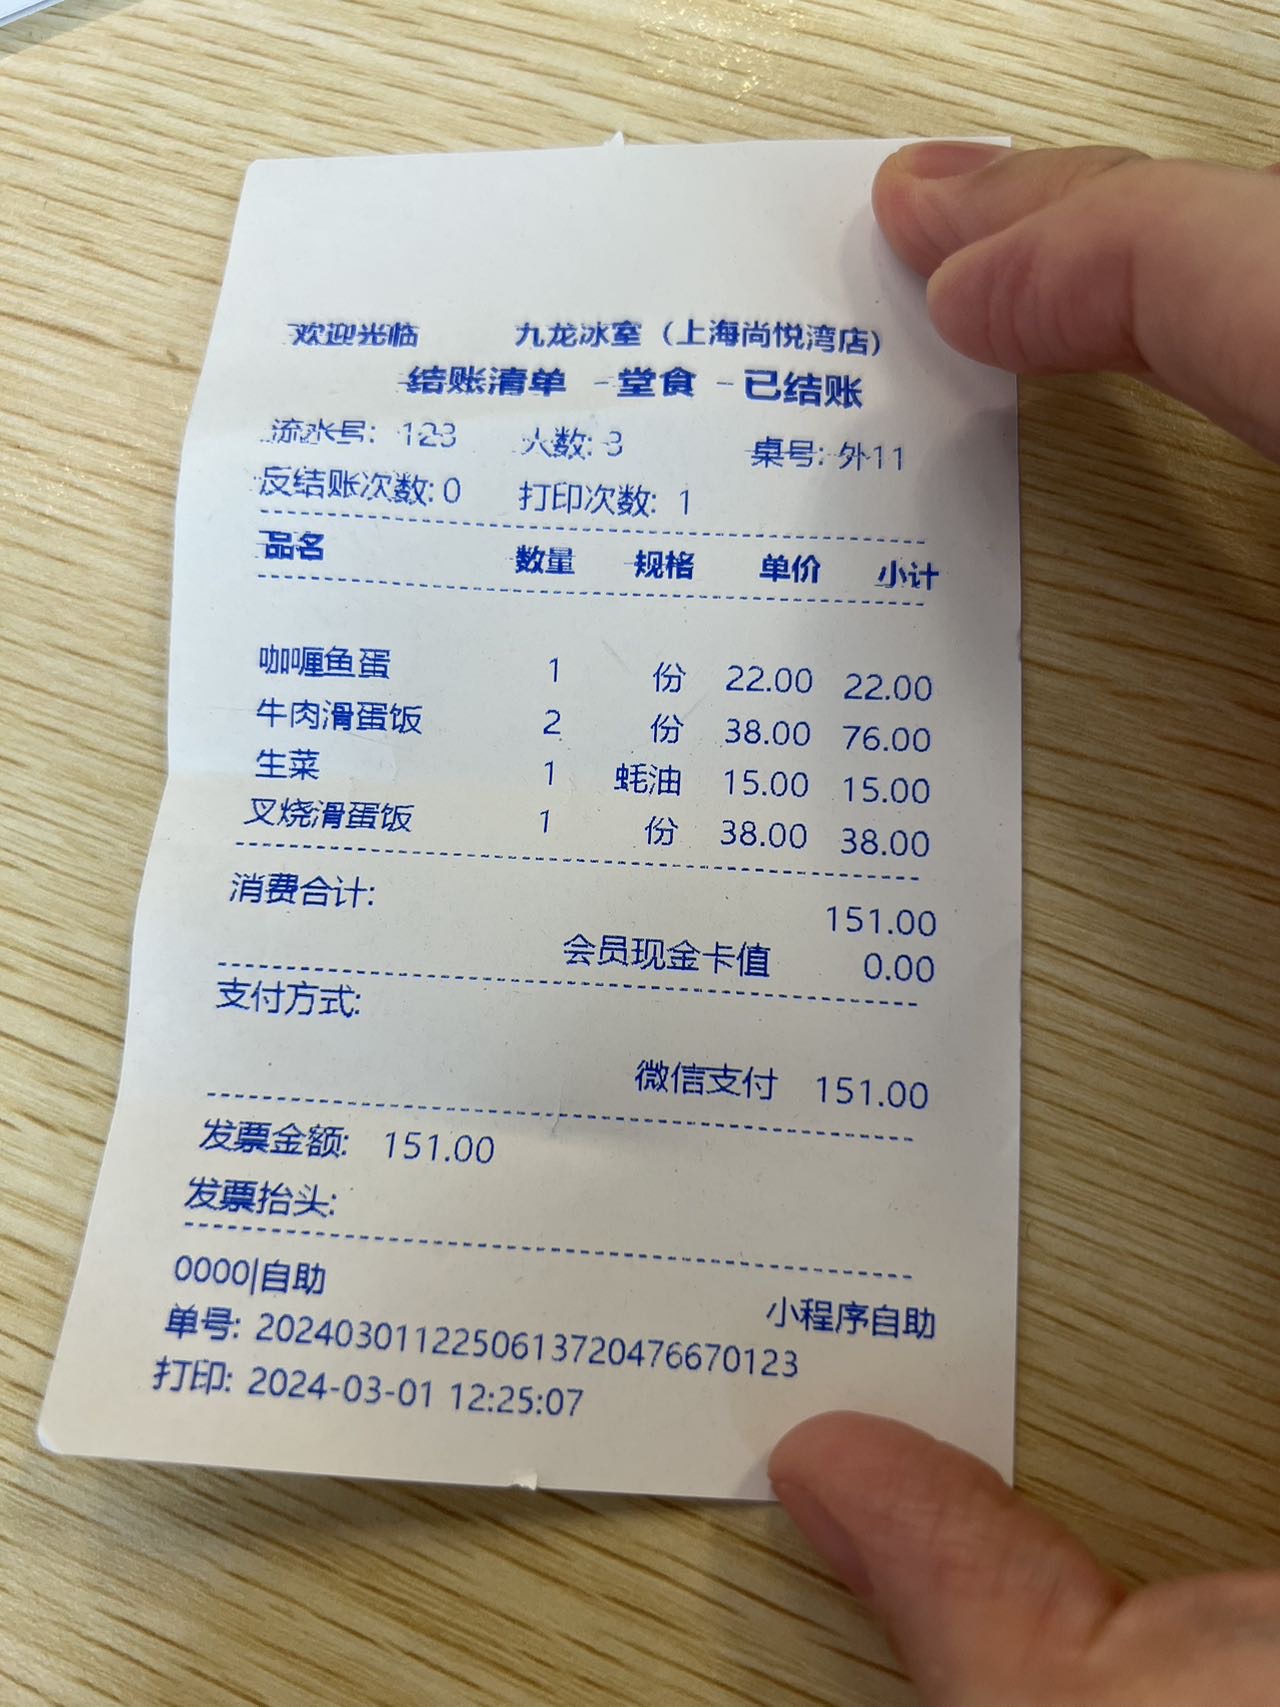 欢迎光临 九龙冰室（上海尚悦湾店）
结账清单 -堂食 -已结账
流水号: 123 人数: 3 桌号: 外11
反结账次数: 0 打印次数: 1
品名 数量 规格 单价 小计
咖喱鱼蛋 1 份 22.00 22.00
牛肉滑蛋饭 2 份 38.00 76.00
生菜 1 蚝油 15.00 15.00
叉烧滑蛋饭 1 份 38.00 38.00
消费合计: 151.00
会员现金卡值 0.00
支付方式:
微信支付 151.00
发票金额: 151.00
发票抬头:
0000|自助 小程序自助
单号: 2024030112250613720476670123
打印: 2024-03-01 12:25:07